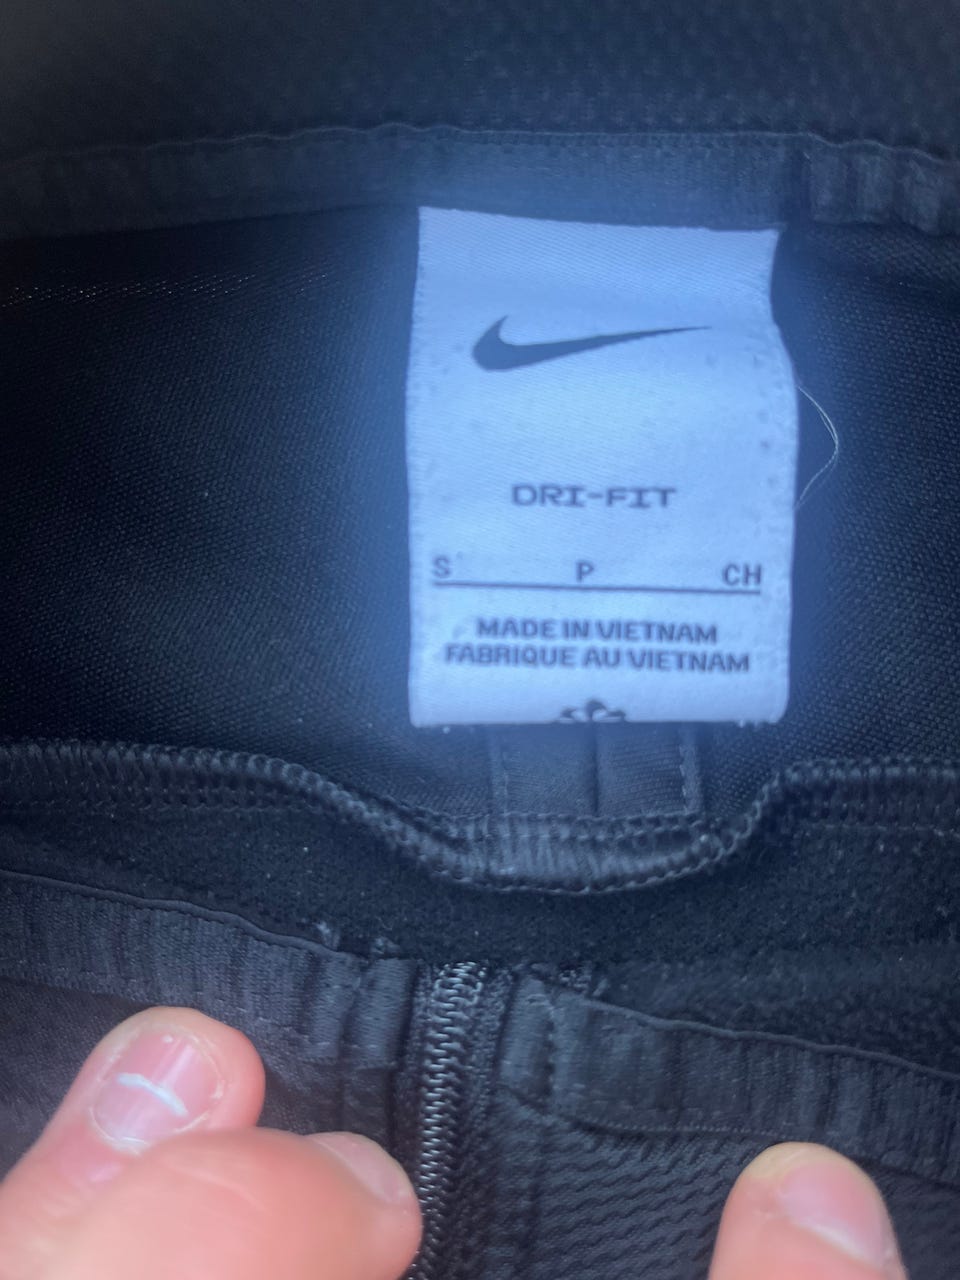 DRI-FIT
S P CH
MADE IN VIETNAM
FABRIQUE AU VIETNAM